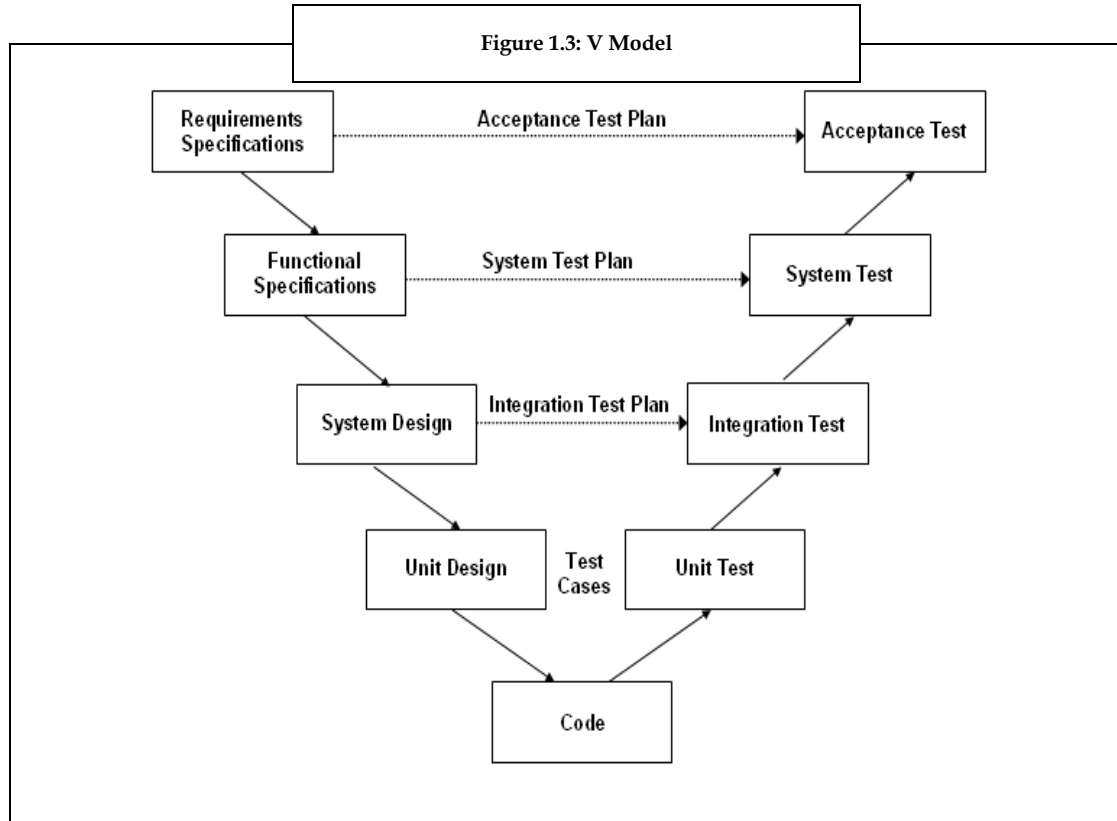 Figure 1.3: V Model
Requirements
Specifications
Acceptance Test Plan
Acceptance Test
Functional
Specifications
System Test Plan
System Test
System Design
Integration Test Plan
Integration Test
Unit Design
Test
Cases
Unit Test
Code